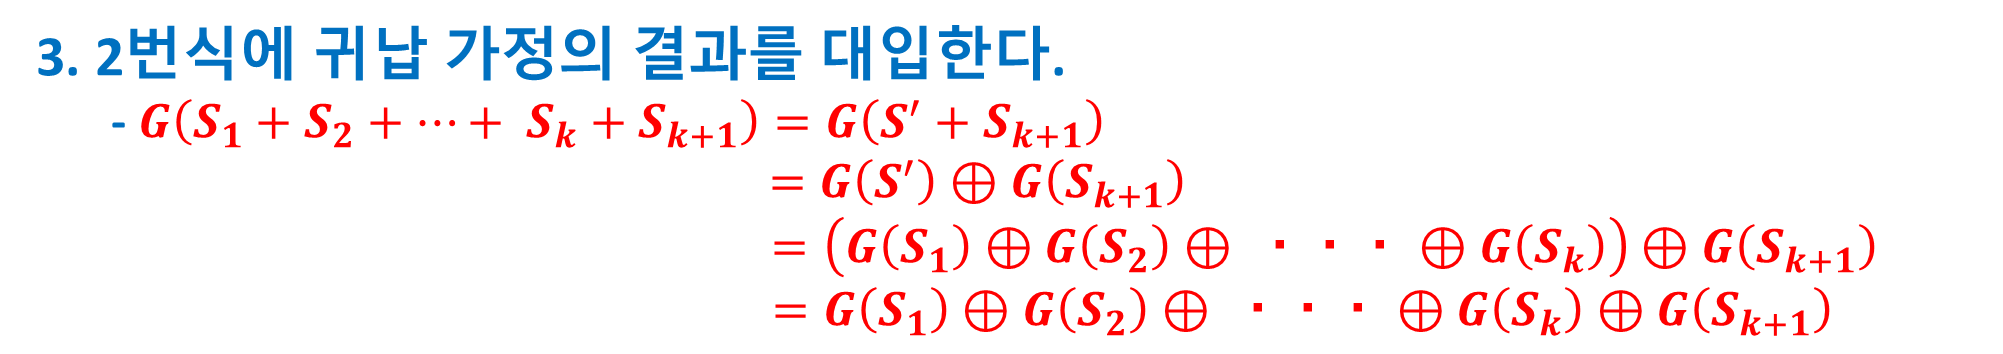 3. 2번식에 귀납 가정의 결과를 대입한다.
- G(S₁ + S₂ + ⋯ + Sₖ + Sₖ₊₁) = G(S′ + Sₖ₊₁)
= G(S′) ⊕ G(Sₖ₊₁)
= (G(S₁) ⊕ G(S₂) ⊕ ··· ⊕ G(Sₖ)) ⊕ G(Sₖ₊₁)
= G(S₁) ⊕ G(S₂) ⊕ ··· ⊕ G(Sₖ) ⊕ G(Sₖ₊₁)